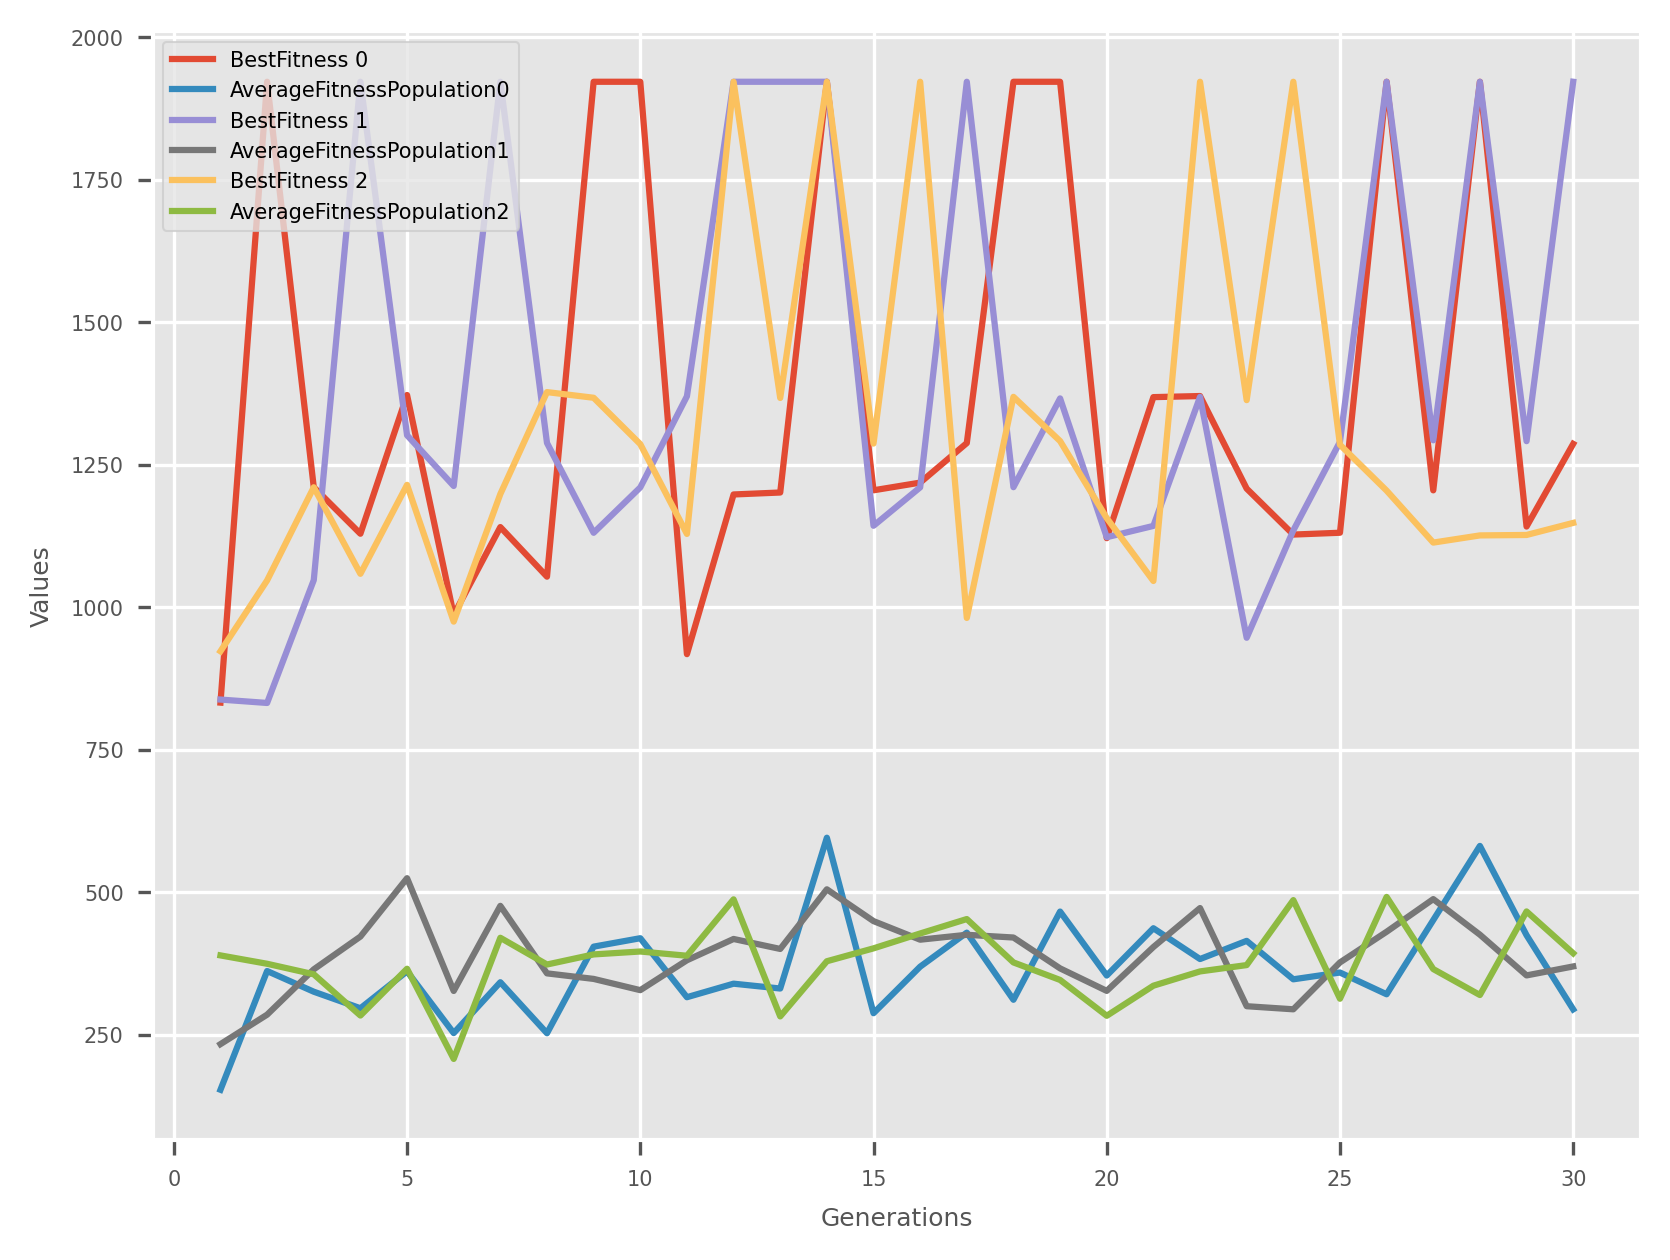 2000
1750
1500
1250
1000
750
500
250
Values
BestFitness 0
AverageFitnessPopulation0
BestFitness 1
AverageFitnessPopulation1
BestFitness 2
AverageFitnessPopulation2
0 5 10 15 20 25 30
Generations